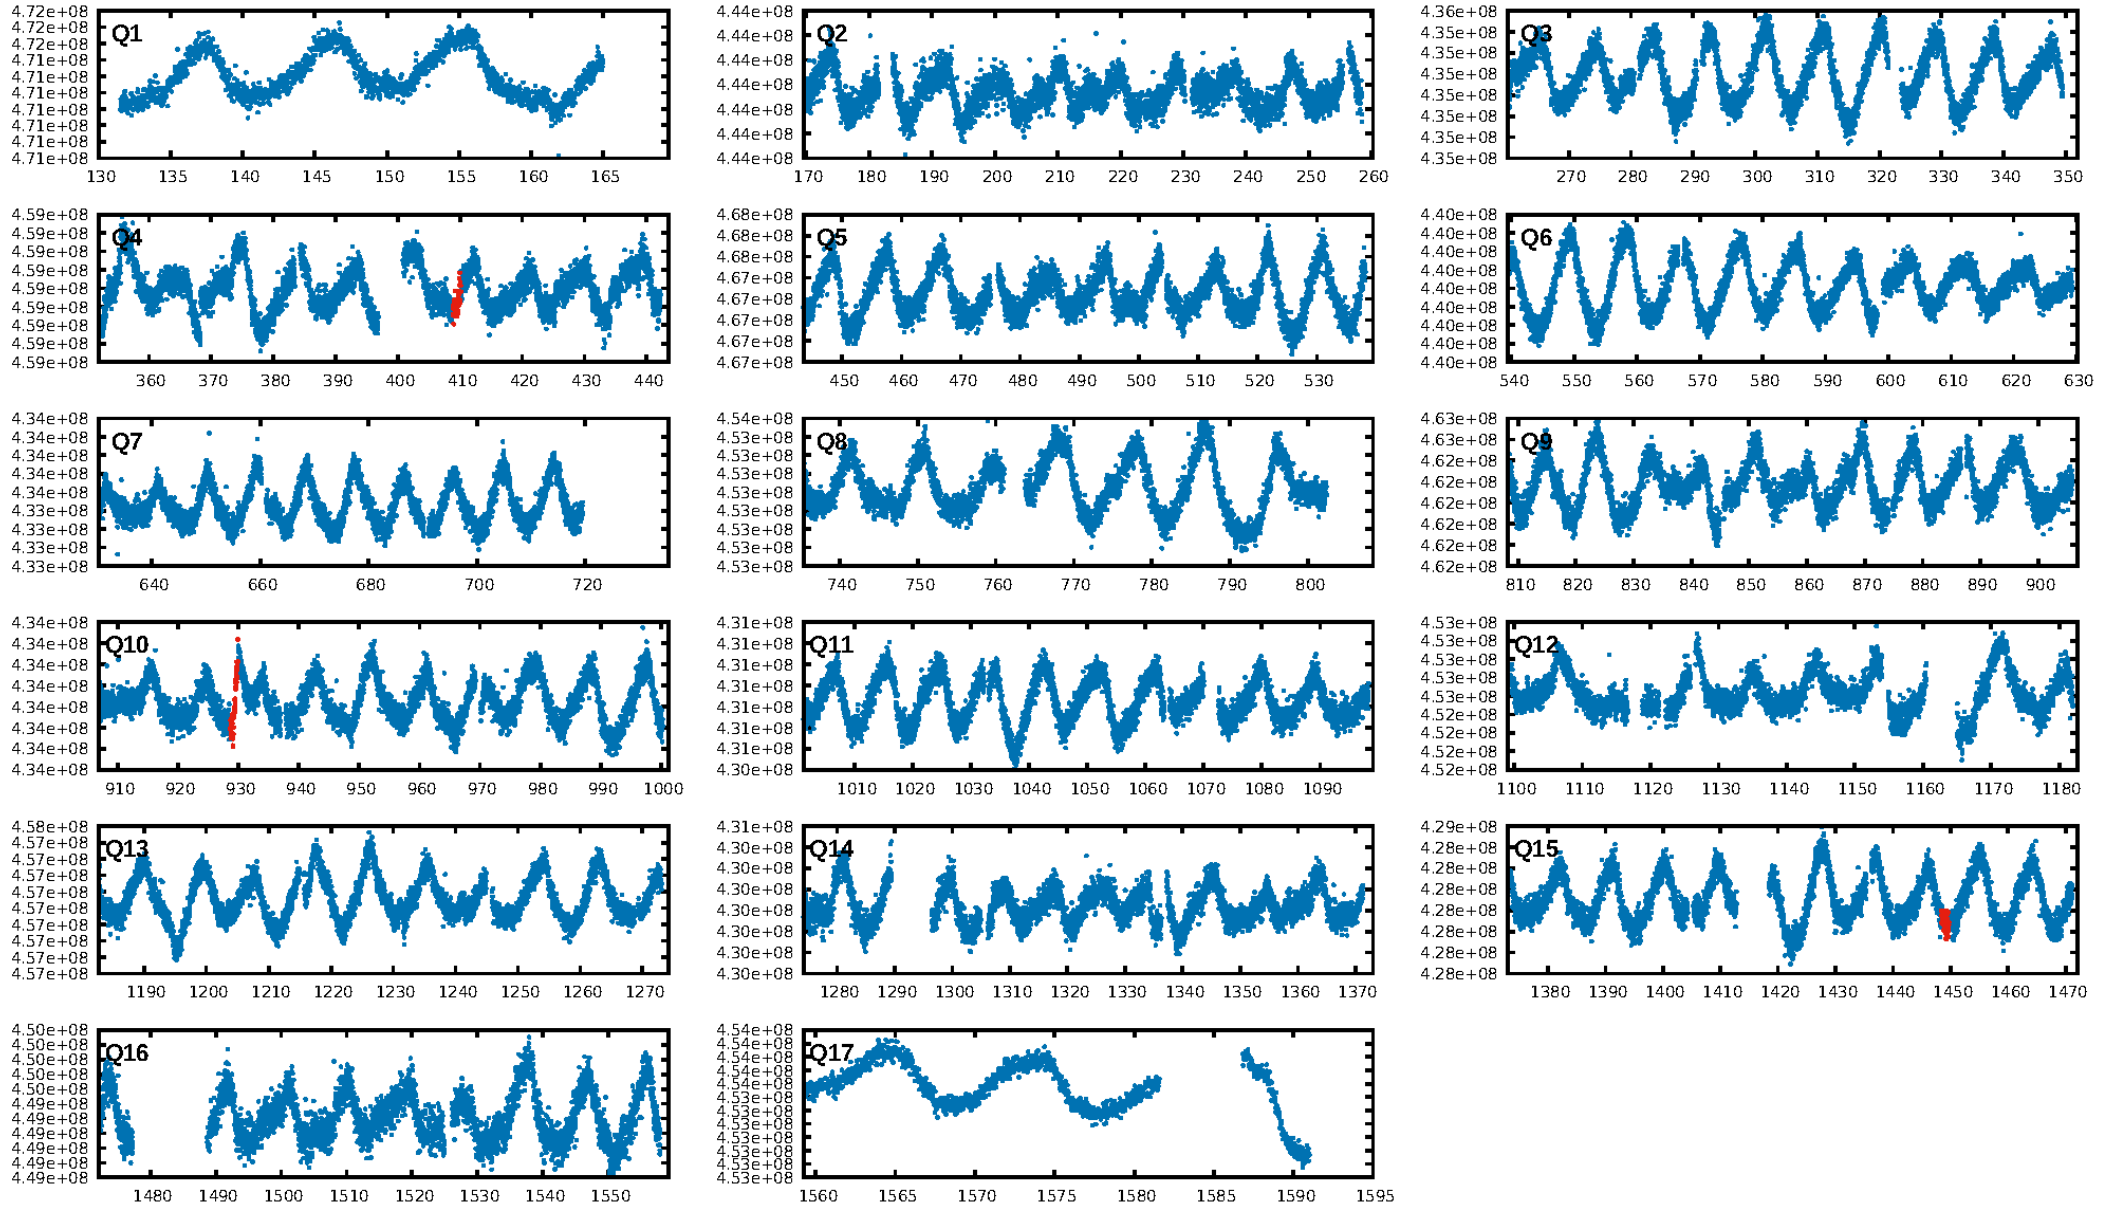 Q1
4.72e+08
4.72e+08
4.72e+08
4.71e+08
4.71e+08
4.71e+08
4.71e+08
4.71e+08
4.71e+08
4.71e+08
130 135 140 145 150 155 160 165
Q2
4.44e+08
4.44e+08
4.44e+08
4.44e+08
4.44e+08
4.44e+08
4.44e+08
170 180 190 200 210 220 230 240 250 260
Q3
4.36e+08
4.35e+08
4.35e+08
4.35e+08
4.35e+08
4.35e+08
4.35e+08
4.35e+08
270 280 290 300 310 320 330 340 350
Q4
4.59e+08
4.59e+08
4.59e+08
4.59e+08
4.59e+08
4.59e+08
4.59e+08
4.59e+08
4.59e+08
360 370 380 390 400 410 420 430 440
Q5
4.68e+08
4.68e+08
4.68e+08
4.67e+08
4.67e+08
4.67e+08
4.67e+08
4.67e+08
450 460 470 480 490 500 510 520 530
Q6
4.40e+08
4.40e+08
4.40e+08
4.40e+08
4.40e+08
4.40e+08
4.40e+08
4.40e+08
4.40e+08
540 550 560 570 580 590 600 610 620 630
Q7
4.34e+08
4.34e+08
4.34e+08
4.34e+08
4.33e+08
4.33e+08
4.33e+08
4.33e+08
4.33e+08
640 660 680 700 720
Q8
4.54e+08
4.53e+08
4.53e+08
4.53e+08
4.53e+08
4.53e+08
4.53e+08
4.53e+08
4.53e+08
740 750 760 770 780 790 800
Q9
4.63e+08
4.63e+08
4.62e+08
4.62e+08
4.62e+08
4.62e+08
4.62e+08
4.62e+08
810 820 830 840 850 860 870 880 890 900
Q10
4.34e+08
4.34e+08
4.34e+08
4.34e+08
4.34e+08
4.34e+08
4.34e+08
4.34e+08
910 920 930 940 950 960 970 980 990 1000
Q11
4.31e+08
4.31e+08
4.31e+08
4.31e+08
4.31e+08
4.31e+08
4.31e+08
4.30e+08
1010 1020 1030 1040 1050 1060 1070 1080 1090
Q12
4.53e+08
4.53e+08
4.53e+08
4.53e+08
4.53e+08
4.52e+08
4.52e+08
4.52e+08
4.52e+08
1100 1110 1120 1130 1140 1150 1160 1170 1180
Q13
4.58e+08
4.57e+08
4.57e+08
4.57e+08
4.57e+08
4.57e+08
4.57e+08
4.57e+08
4.57e+08
4.57e+08
1190 1200 1210 1220 1230 1240 1250 1260 1270
Q14
4.31e+08
4.30e+08
4.30e+08
4.30e+08
4.30e+08
4.30e+08
4.30e+08
4.30e+08
1280 1290 1300 1310 1320 1330 1340 1350 1360 1370
Q15
4.29e+08
4.28e+08
4.28e+08
4.28e+08
4.28e+08
4.28e+08
4.28e+08
4.28e+08
1380 1390 1400 1410 1420 1430 1440 1450 1460 1470
Q16
4.50e+08
4.50e+08
4.50e+08
4.50e+08
4.50e+08
4.49e+08
4.49e+08
4.49e+08
4.49e+08
4.49e+08
4.49e+08
1480 1490 1500 1510 1520 1530 1540 1550
Q17
4.54e+08
4.54e+08
4.54e+08
4.54e+08
4.54e+08
4.53e+08
4.53e+08
4.53e+08
4.53e+08
4.53e+08
4.53e+08
4.53e+08
1560 1565 1570 1575 1580 1585 1590 1595